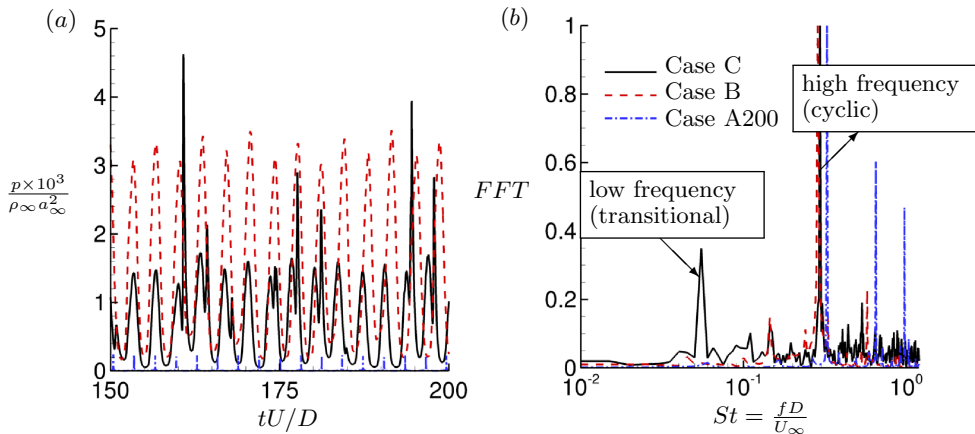 (a)
5
4
3
2
1
0
p×10³/ρ∞a∞²
150
175
200
tU/D
(b)
1
0.8
0.6
0.4
0.2
0
FFT
Case C
Case B
Case A200
high frequency
(cyclic)
low frequency
(transitional)
10⁻²
10⁻¹
10⁰
St = fD/U∞